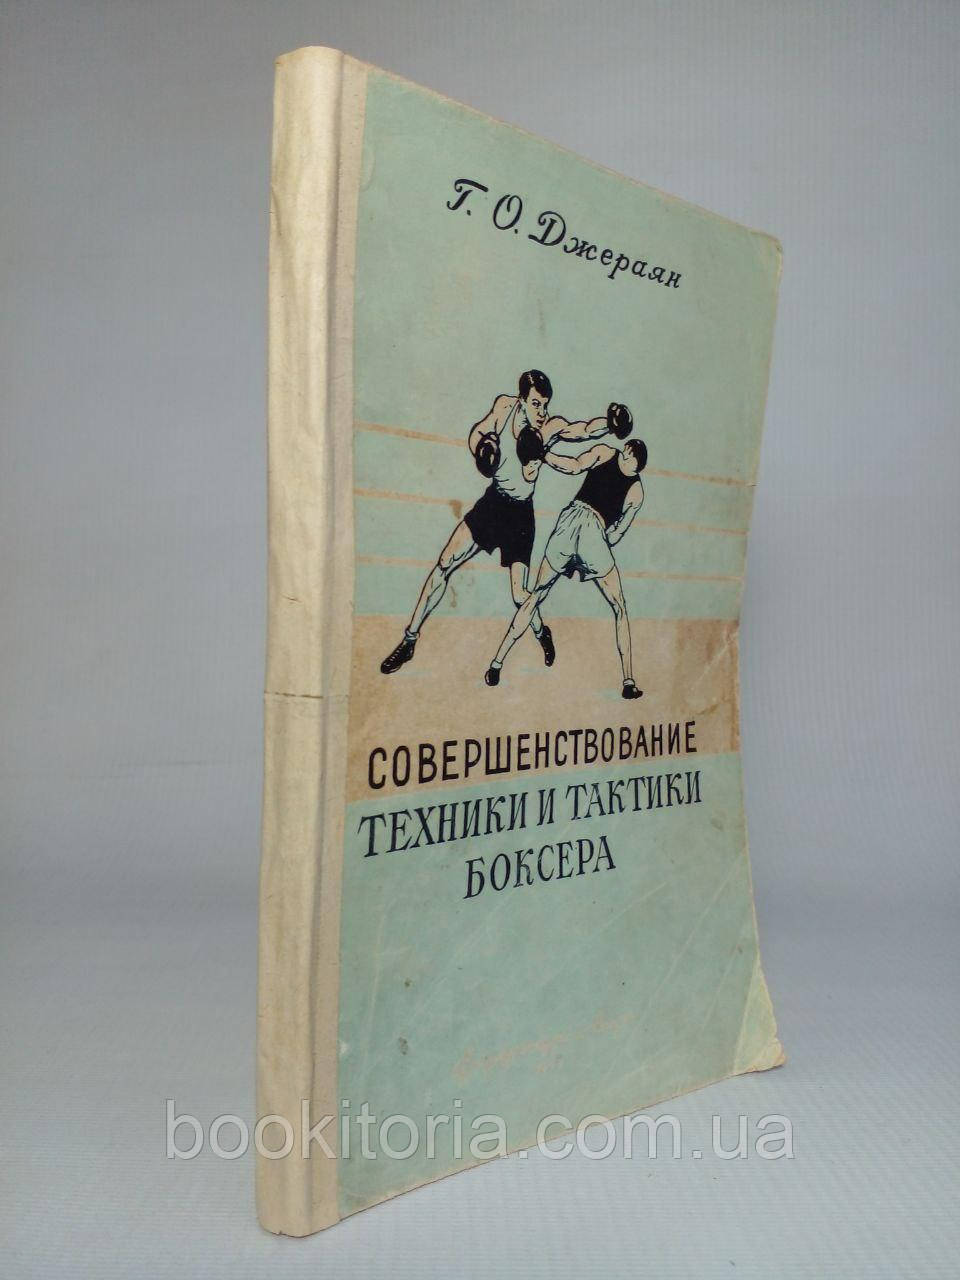 Г. О. Джераян
СОВЕРШЕНСТВОВАНИЕ
ТЕХНИКИ И ТАКТИКИ
БОКСЕРА
bookitoria.com.ua